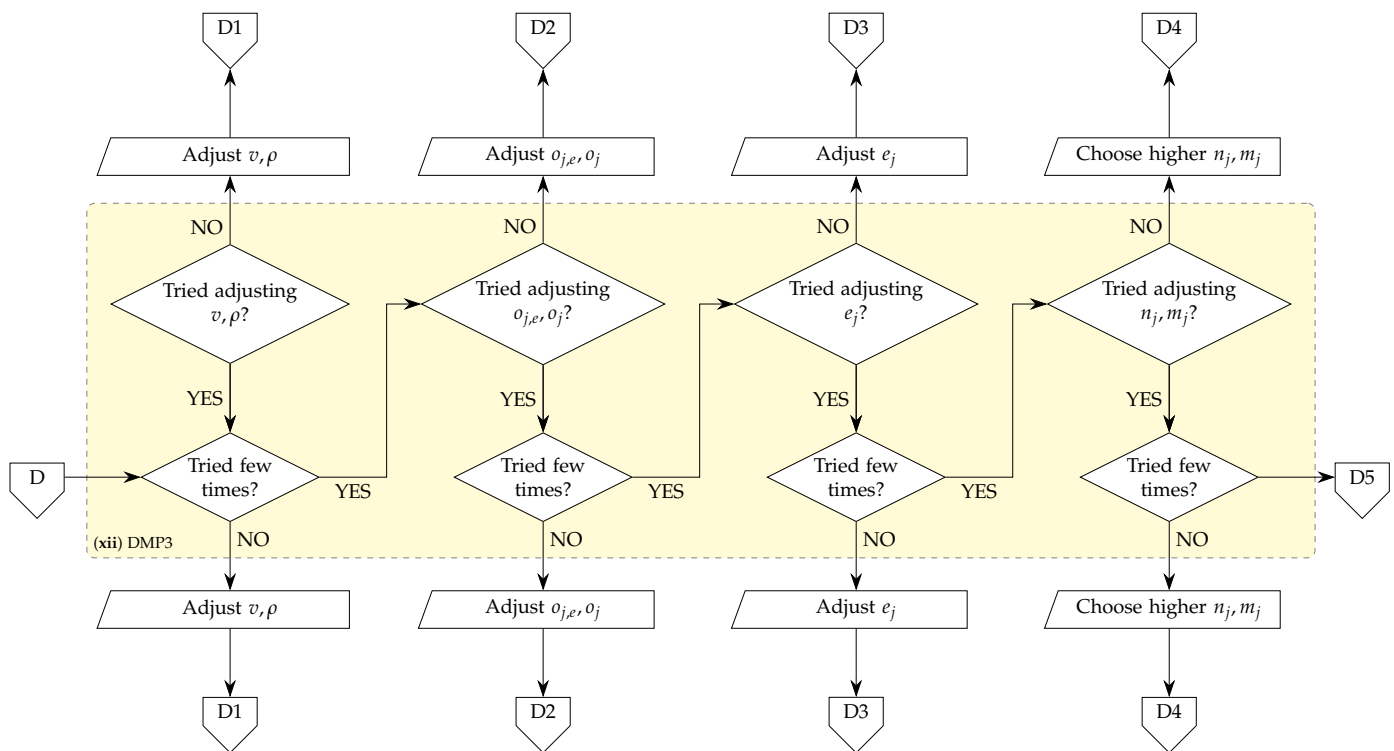 D1
D2
D3
D4
Adjust v, ρ
Adjust o_{j,e}, o_j
Adjust e_j
Choose higher n_j, m_j
NO
NO
NO
NO
Tried adjusting
v, ρ?
Tried adjusting
o_{j,e}, o_j?
Tried adjusting
e_j?
Tried adjusting
n_j, m_j?
YES
YES
YES
YES
D
Tried few
times?
YES
Tried few
times?
YES
Tried few
times?
YES
Tried few
times?
D5
(xii) DMP3
NO
NO
NO
NO
Adjust v, ρ
Adjust o_{j,e}, o_j
Adjust e_j
Choose higher n_j, m_j
D1
D2
D3
D4